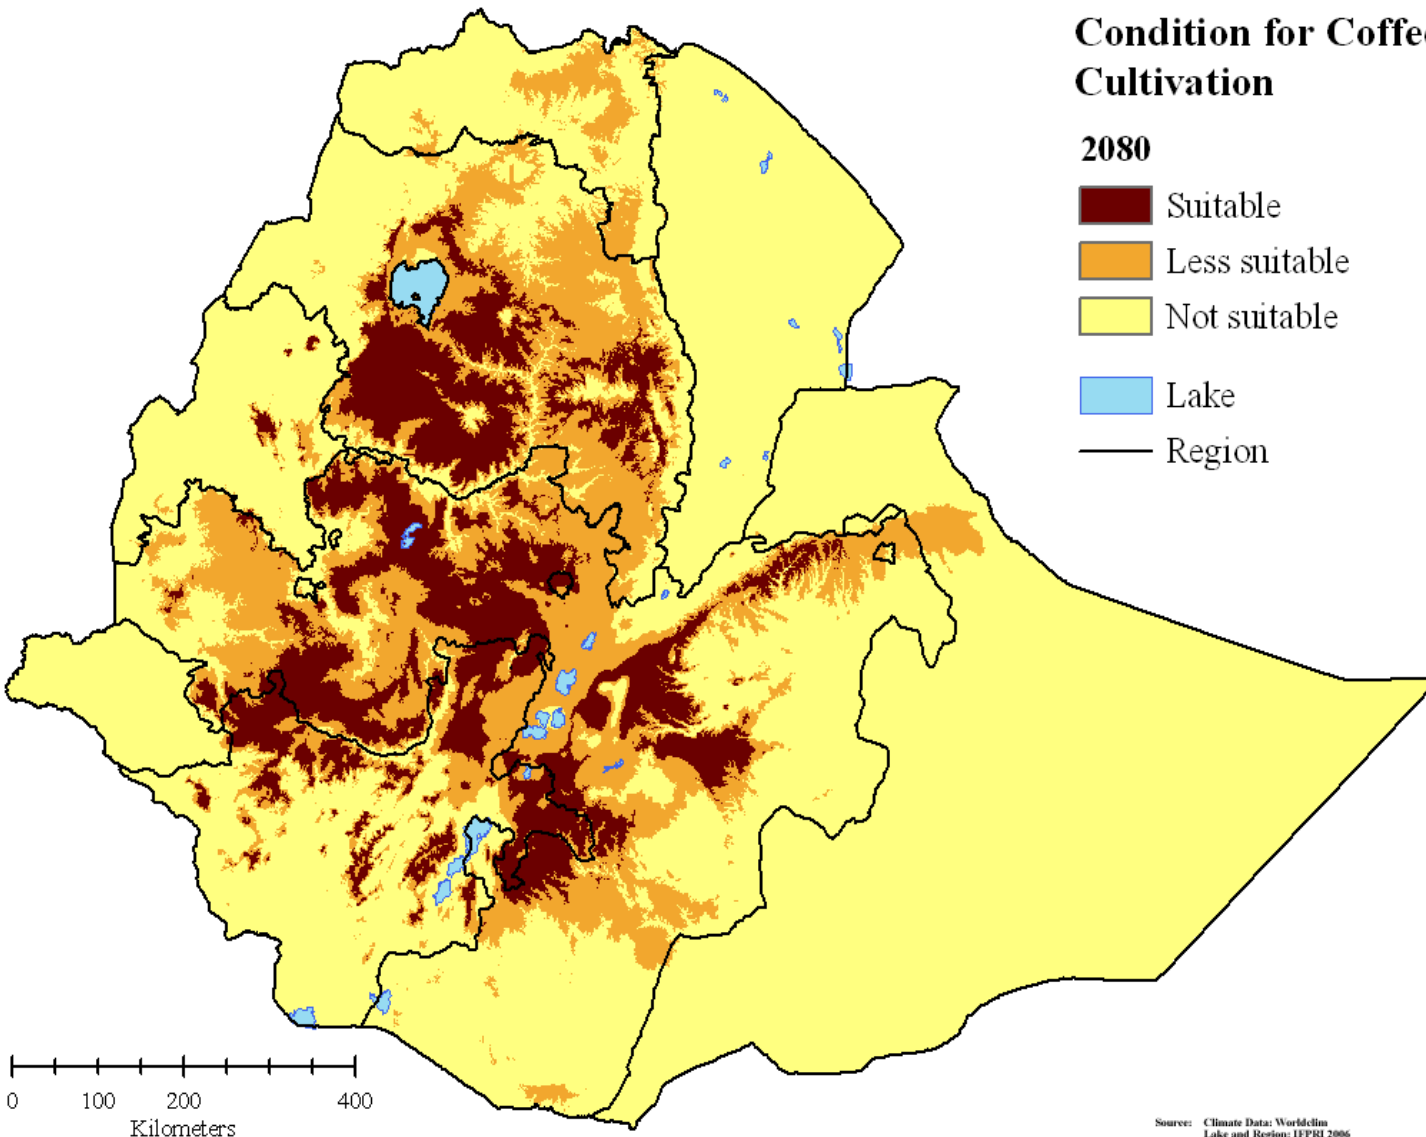 Condition for Coffee
Cultivation
2080
Suitable
Less suitable
Not suitable
Lake
Region
0 100 200 400
Kilometers
Source: Climate Data: Worldclim
Lake and Region: IFPRI 2006